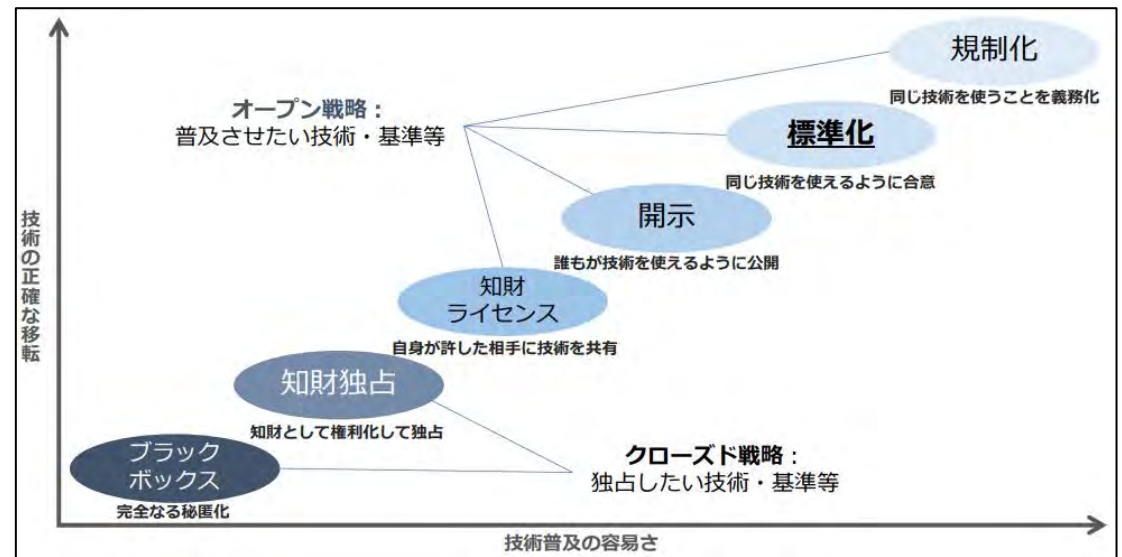 規制化
同じ技術を使うことを義務化
オープン戦略：
普及させたい技術・基準等
標準化
同じ技術を使えるように合意
開示
誰もが技術を使えるように公開
知財
ライセンス
自身が許した相手に技術を共有
知財独占
知財として権利化して独占
ブラック
ボックス
完全なる秘匿化
クローズド戦略：
独占したい技術・基準等
技術の正確な移転
技術普及の容易さ